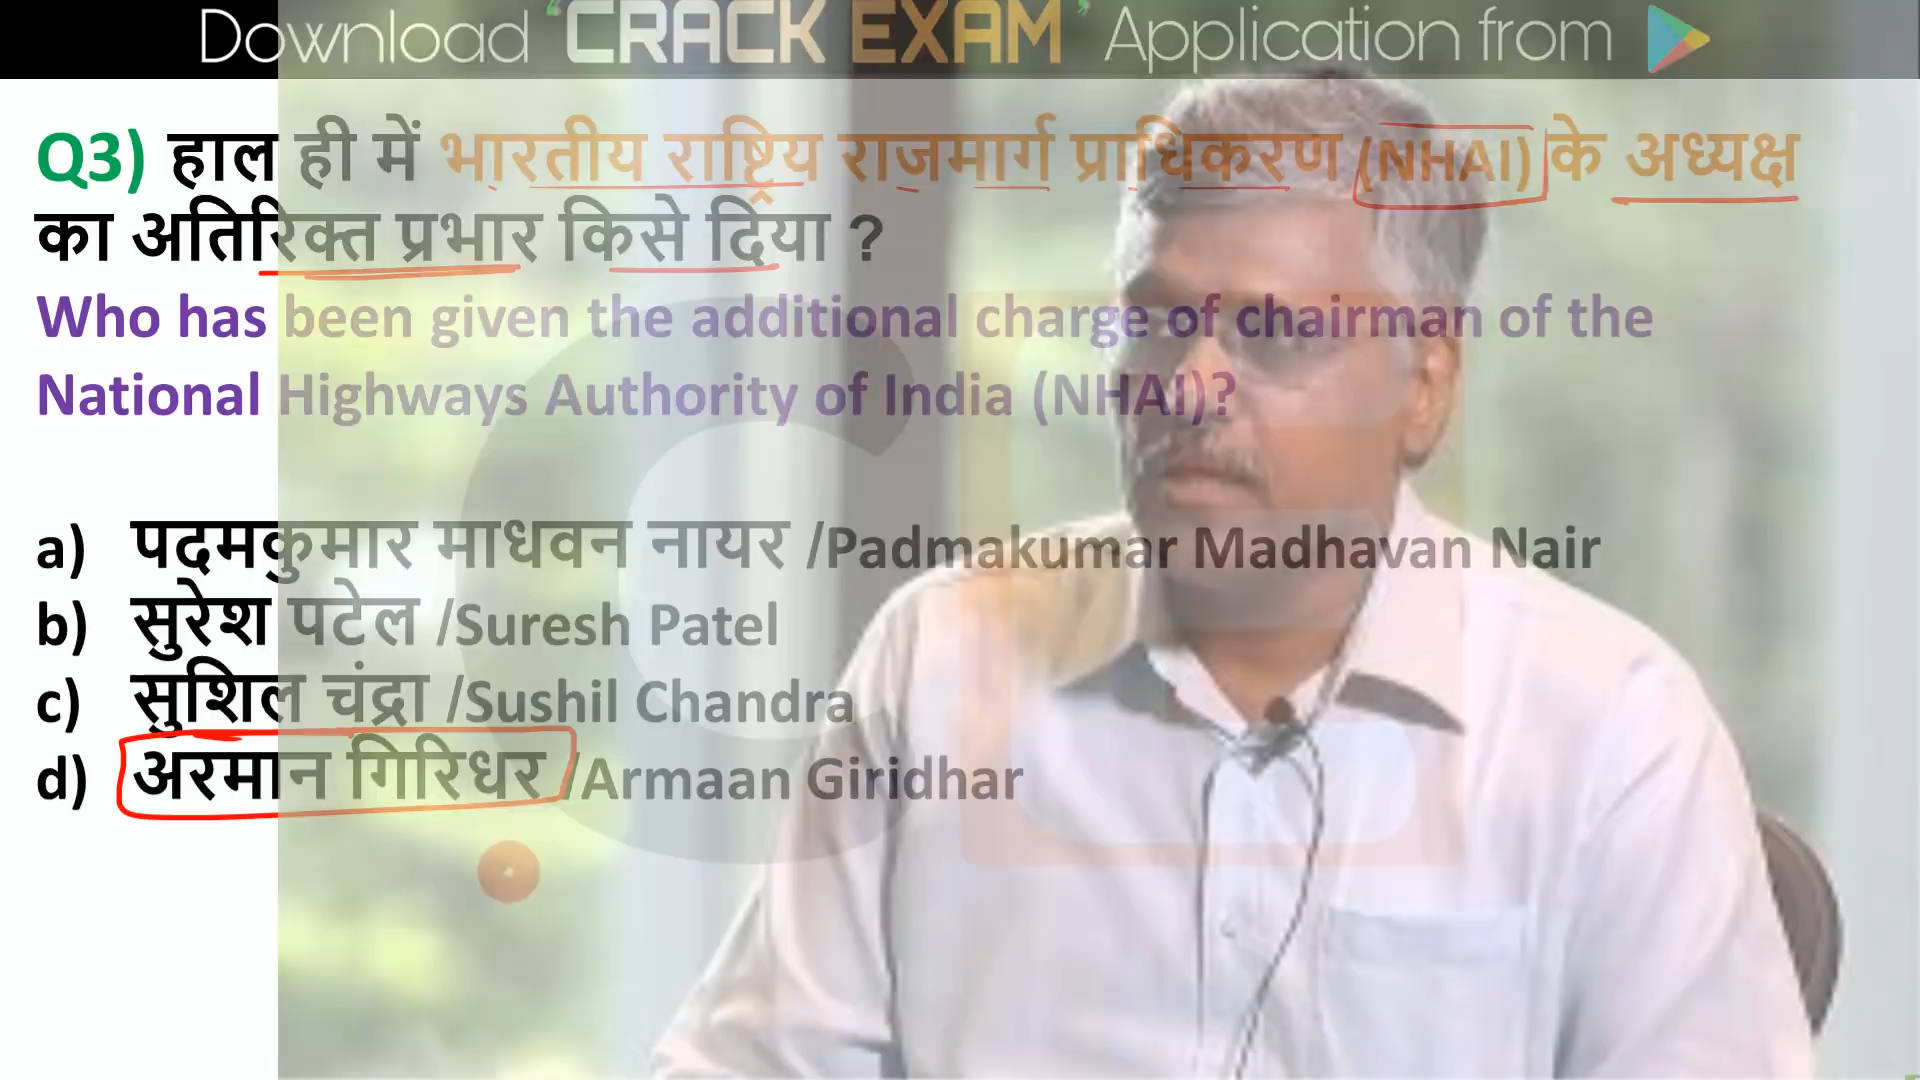 Download “CRACK EXAM” Application from
Q3) हाल ही में भारतीय राष्ट्रिय राजमार्ग प्राधिकरण (NHAI) के अध्यक्ष
का अतिरिक्त प्रभार किसे दिया ?
Who has been given the additional charge of chairman of the
National Highways Authority of India (NHAI)?
a) पदमकुमार माधवन नायर /Padmakumar Madhavan Nair
b) सुरेश पटेल /Suresh Patel
c) सुशिल चंद्रा /Sushil Chandra
d) अरमान गिरिधर /Armaan Giridhar